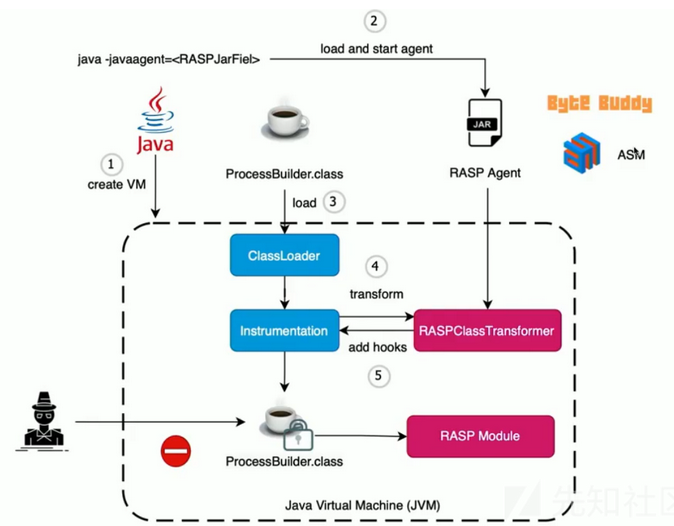 2
load and start agent
java -javaagent=<RASPJarFiel>
Java
JAR
Byte Buddy
ASM
1
create VM
ProcessBuilder.class
RASP Agent
load 3
ClassLoader
4
transform
Instrumentation
RASPClassTransformer
add hooks
5
RASP Module
ProcessBuilder.class
Java Virtual Machine (JVM)
先知社区